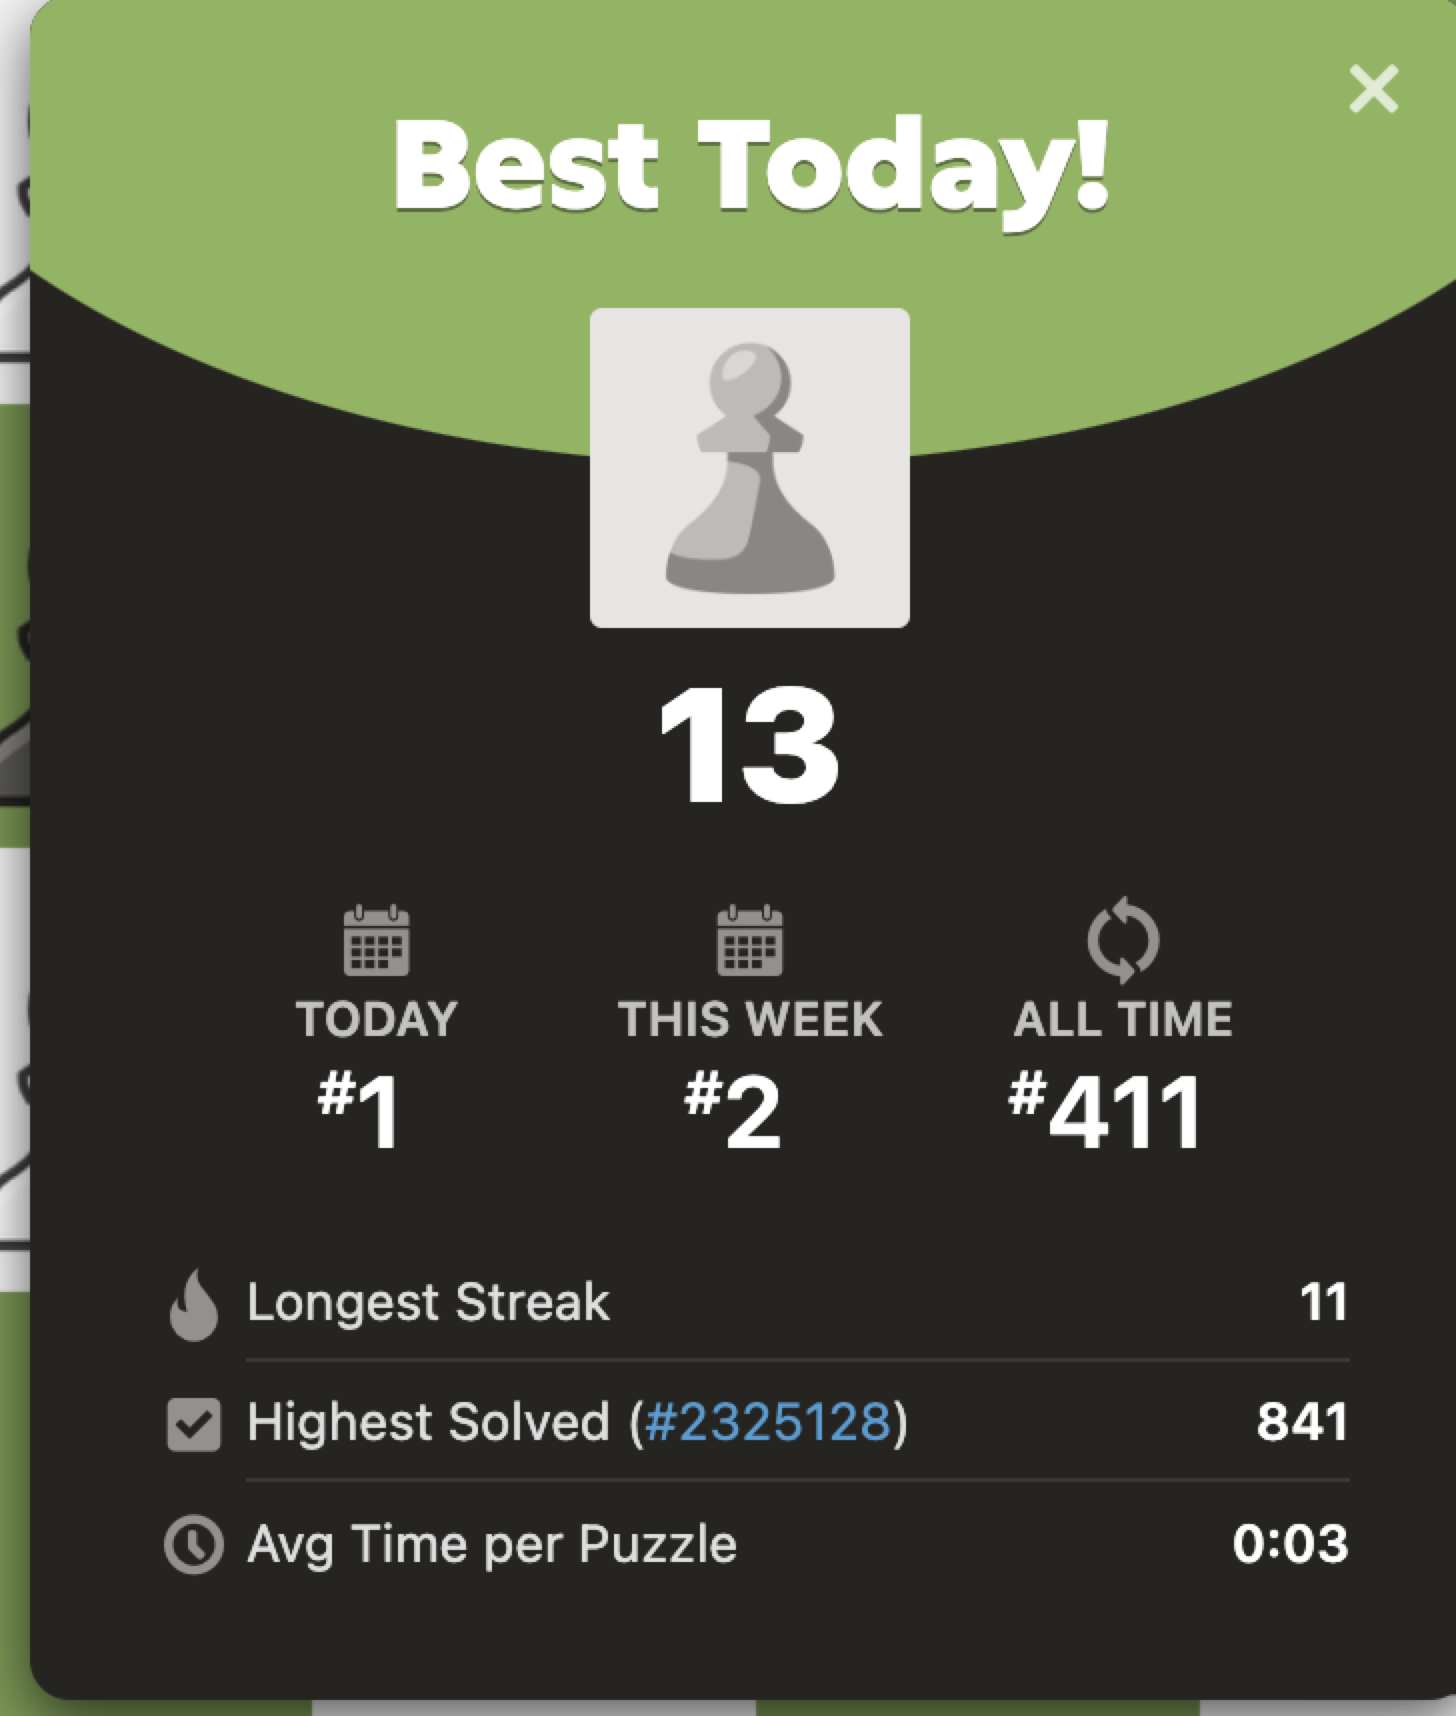 Best Today!
13
TODAY THIS WEEK ALL TIME
#1 #2 #411
Longest Streak 11
Highest Solved (#2325128) 841
Avg Time per Puzzle 0:03